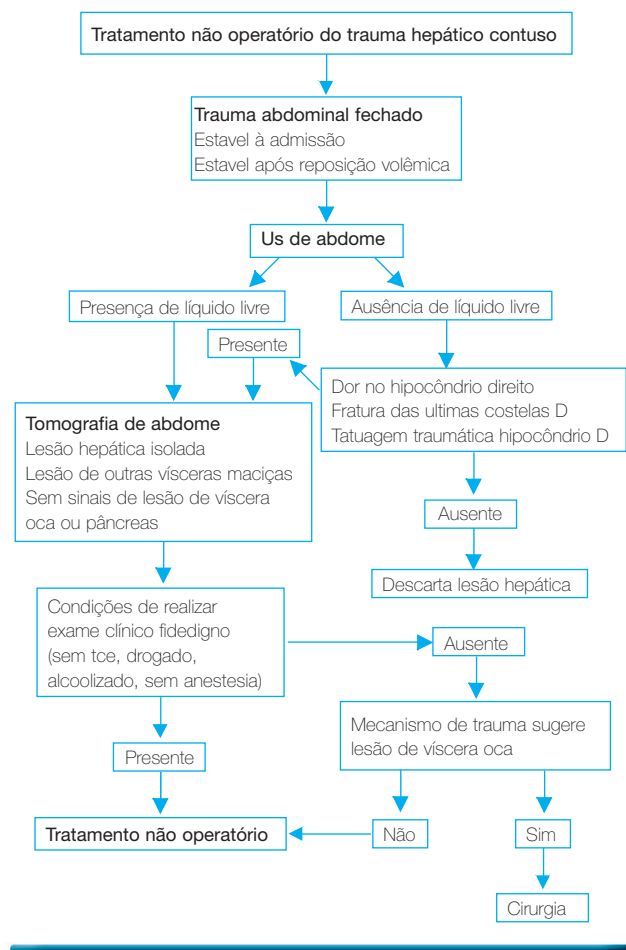 Tratamento não operatório do trauma hepático contuso
Trauma abdominal fechado
Estavel à admissão
Estavel após reposição volêmica
Us de abdome
Presença de líquido livre
Ausência de líquido livre
Presente
Dor no hipocôndrio direito
Fratura das ultimas costelas D
Tatuagem traumática hipocôndrio D
Tomografia de abdome
Lesão hepática isolada
Lesão de outras vísceras maciças
Sem sinais de lesão de víscera
oca ou pâncreas
Ausente
Descarta lesão hepática
Condições de realizar
exame clínico fidedigno
(sem tce, drogado,
alcoolizado, sem anestesia)
Ausente
Mecanismo de trauma sugere
lesão de víscera oca
Presente
Tratamento não operatório
Não
Sim
Cirurgia